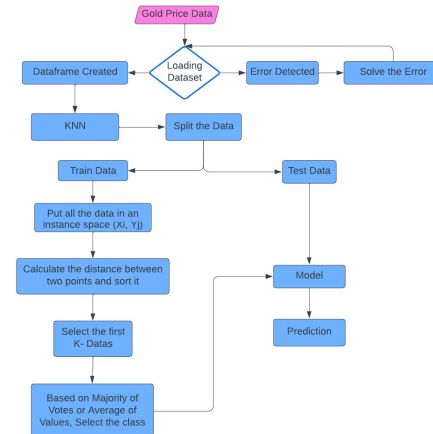 Gold Price Data
Loading
Dataset
Dataframe Created
Error Detected
Solve the Error
KNN
Split the Data
Train Data
Test Data
Put all the data in an
instance space (Xi, Yj)
Calculate the distance between
two points and sort it
Model
Select the first
K- Datas
Prediction
Based on Majority of
Votes or Average of
Values, Select the class